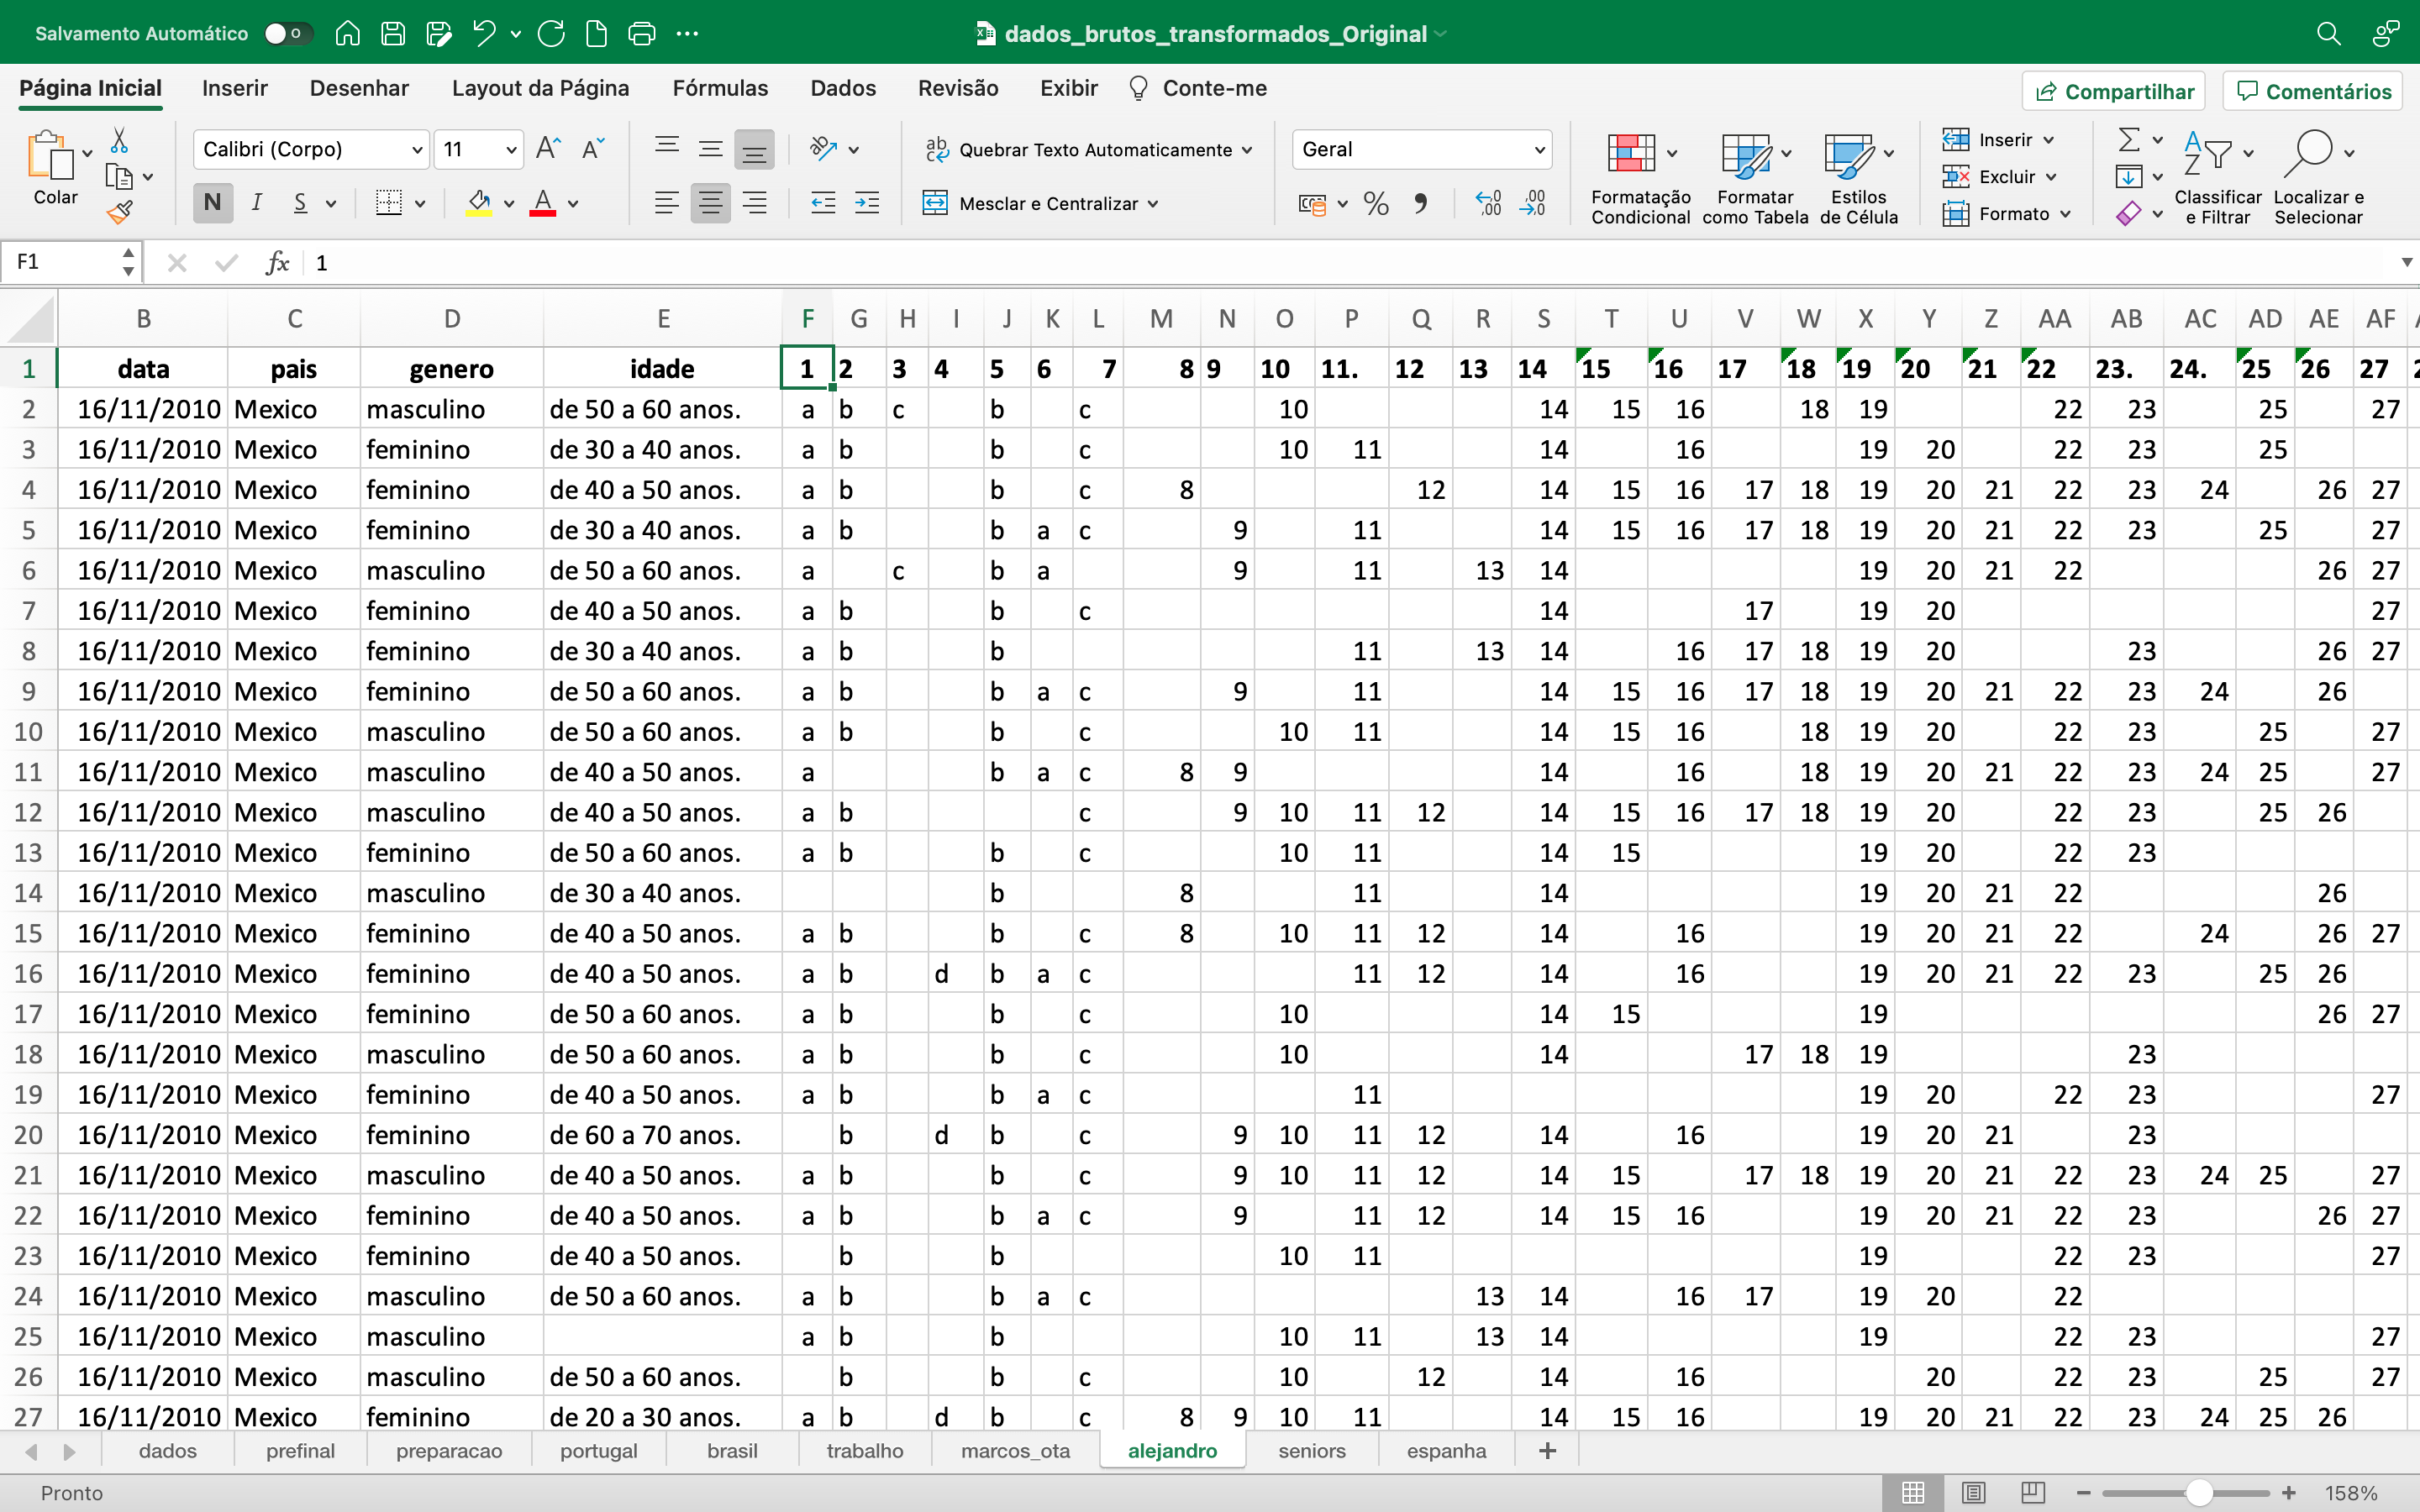 Salvamento Automático dados_brutos_transformados_Original
Página Inicial Inserir Desenhar Layout da Página Fórmulas Dados Revisão Exibir Conte-me Compartilhar Comentários
Calibri (Corpo) 11 Quebrar Texto Automaticamente Geral Inserir
Colar Excluir
N I S A Mesclar e Centralizar % Formatação Condicional Formatar como Tabela Estilos de Célula Formato Classificar e Filtrar Localizar e Selecionar
F1 fx 1
B C D E F G H I J K L M N O P Q R S T U V W X Y Z AA AB AC AD AE AF
1 data pais genero idade 1 2 3 4 5 6 7 8 9 10 11. 12 13 14 15 16 17 18 19 20 21 22 23. 24. 25 26 27
2 16/11/2010 Mexico masculino de 50 a 60 anos. a b c b c 10 14 15 16 18 19 22 23 25 27
3 16/11/2010 Mexico feminino de 30 a 40 anos. a b b c 10 11 14 16 19 20 22 23 25
4 16/11/2010 Mexico feminino de 40 a 50 anos. a b b c 8 12 14 15 16 17 18 19 20 21 22 23 24 26 27
5 16/11/2010 Mexico feminino de 30 a 40 anos. a b b a c 9 11 14 15 16 17 18 19 20 21 22 23 25 27
6 16/11/2010 Mexico masculino de 50 a 60 anos. a c b a 9 11 13 14 19 20 21 22 26 27
7 16/11/2010 Mexico feminino de 40 a 50 anos. a b b c 14 17 19 20 27
8 16/11/2010 Mexico feminino de 30 a 40 anos. a b b 11 13 14 16 17 18 19 20 23 26 27
9 16/11/2010 Mexico feminino de 50 a 60 anos. a b b a c 9 11 14 15 16 17 18 19 20 21 22 23 24 26
10 16/11/2010 Mexico masculino de 50 a 60 anos. a b b c 10 11 14 15 16 18 19 20 22 23 25 27
11 16/11/2010 Mexico masculino de 40 a 50 anos. a b a c 8 9 14 16 18 19 20 21 22 23 24 25 27
12 16/11/2010 Mexico masculino de 40 a 50 anos. a b c 9 10 11 12 14 15 16 17 18 19 20 22 23 25 26
13 16/11/2010 Mexico feminino de 50 a 60 anos. a b b c 10 11 14 15 19 20 22 23
14 16/11/2010 Mexico masculino de 30 a 40 anos. b 8 11 14 19 20 21 22 26
15 16/11/2010 Mexico feminino de 40 a 50 anos. a b b c 8 10 11 12 14 16 19 20 21 22 24 26 27
16 16/11/2010 Mexico feminino de 40 a 50 anos. a b d b a c 11 12 14 16 19 20 21 22 23 25 26
17 16/11/2010 Mexico feminino de 50 a 60 anos. a b b c 10 14 15 19 26 27
18 16/11/2010 Mexico masculino de 50 a 60 anos. a b b c 10 14 17 18 19 23
19 16/11/2010 Mexico feminino de 40 a 50 anos. a b b a c 11 19 20 22 23 27
20 16/11/2010 Mexico feminino de 60 a 70 anos. b d b c 9 10 11 12 14 16 19 20 21 23
21 16/11/2010 Mexico masculino de 40 a 50 anos. a b b c 9 10 11 12 14 15 17 18 19 20 21 22 23 24 25 27
22 16/11/2010 Mexico feminino de 40 a 50 anos. a b b a c 9 11 12 14 15 16 19 20 21 22 23 26 27
23 16/11/2010 Mexico feminino de 40 a 50 anos. b b 10 11 19 22 23 27
24 16/11/2010 Mexico masculino de 50 a 60 anos. a b b a c 13 14 16 17 19 20 22
25 16/11/2010 Mexico masculino a b b 10 11 13 14 19 22 23 27
26 16/11/2010 Mexico masculino de 50 a 60 anos. b b c 10 12 14 16 20 22 23 25 27
27 16/11/2010 Mexico feminino de 20 a 30 anos. a b d b c 8 9 10 11 14 15 16 19 20 21 22 23 24 25 26
dados prefinal preparacao portugal brasil trabalho marcos_ota alejandro seniors espanha +
Pronto 158%